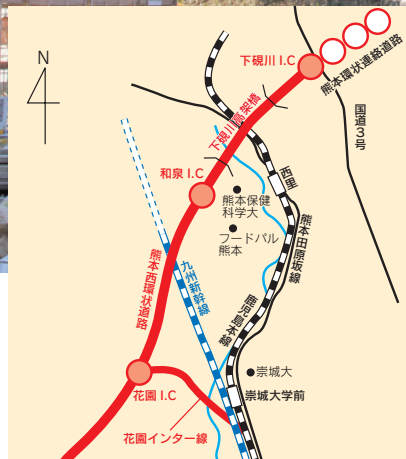 N
下硯川 I.C
熊本環状連絡道路
国道3号
下硯川高架橋
和泉 I.C
西里
熊本保健
科学大
フードパル
熊本
熊本田原坂線
熊本西環状道路
九州新幹線
鹿児島本線
崇城大
花園 I.C
崇城大学前
花園インター線